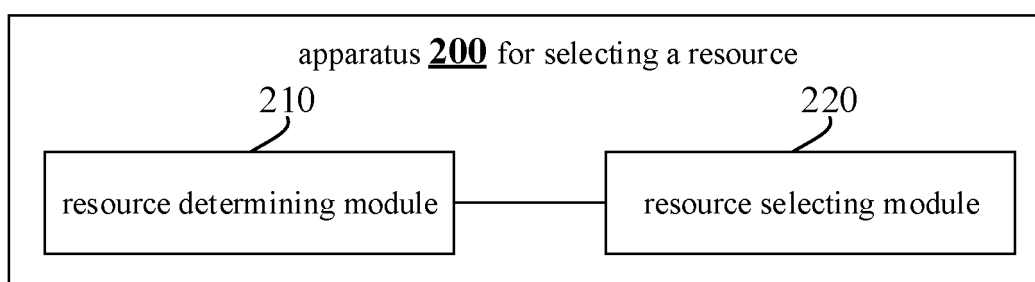 apparatus 200 for selecting a resource
210
220
resource determining module
resource selecting module